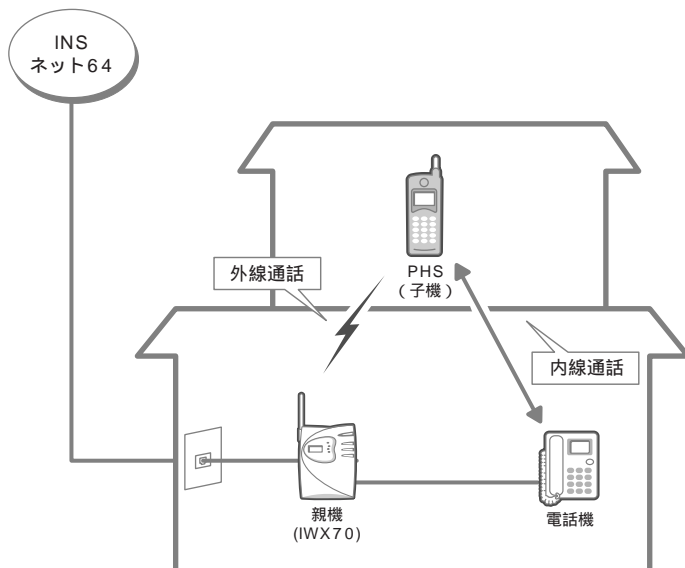 INS
ネット64
外線通話
PHS
（子機）
内線通話
親機
(IWX70)
電話機